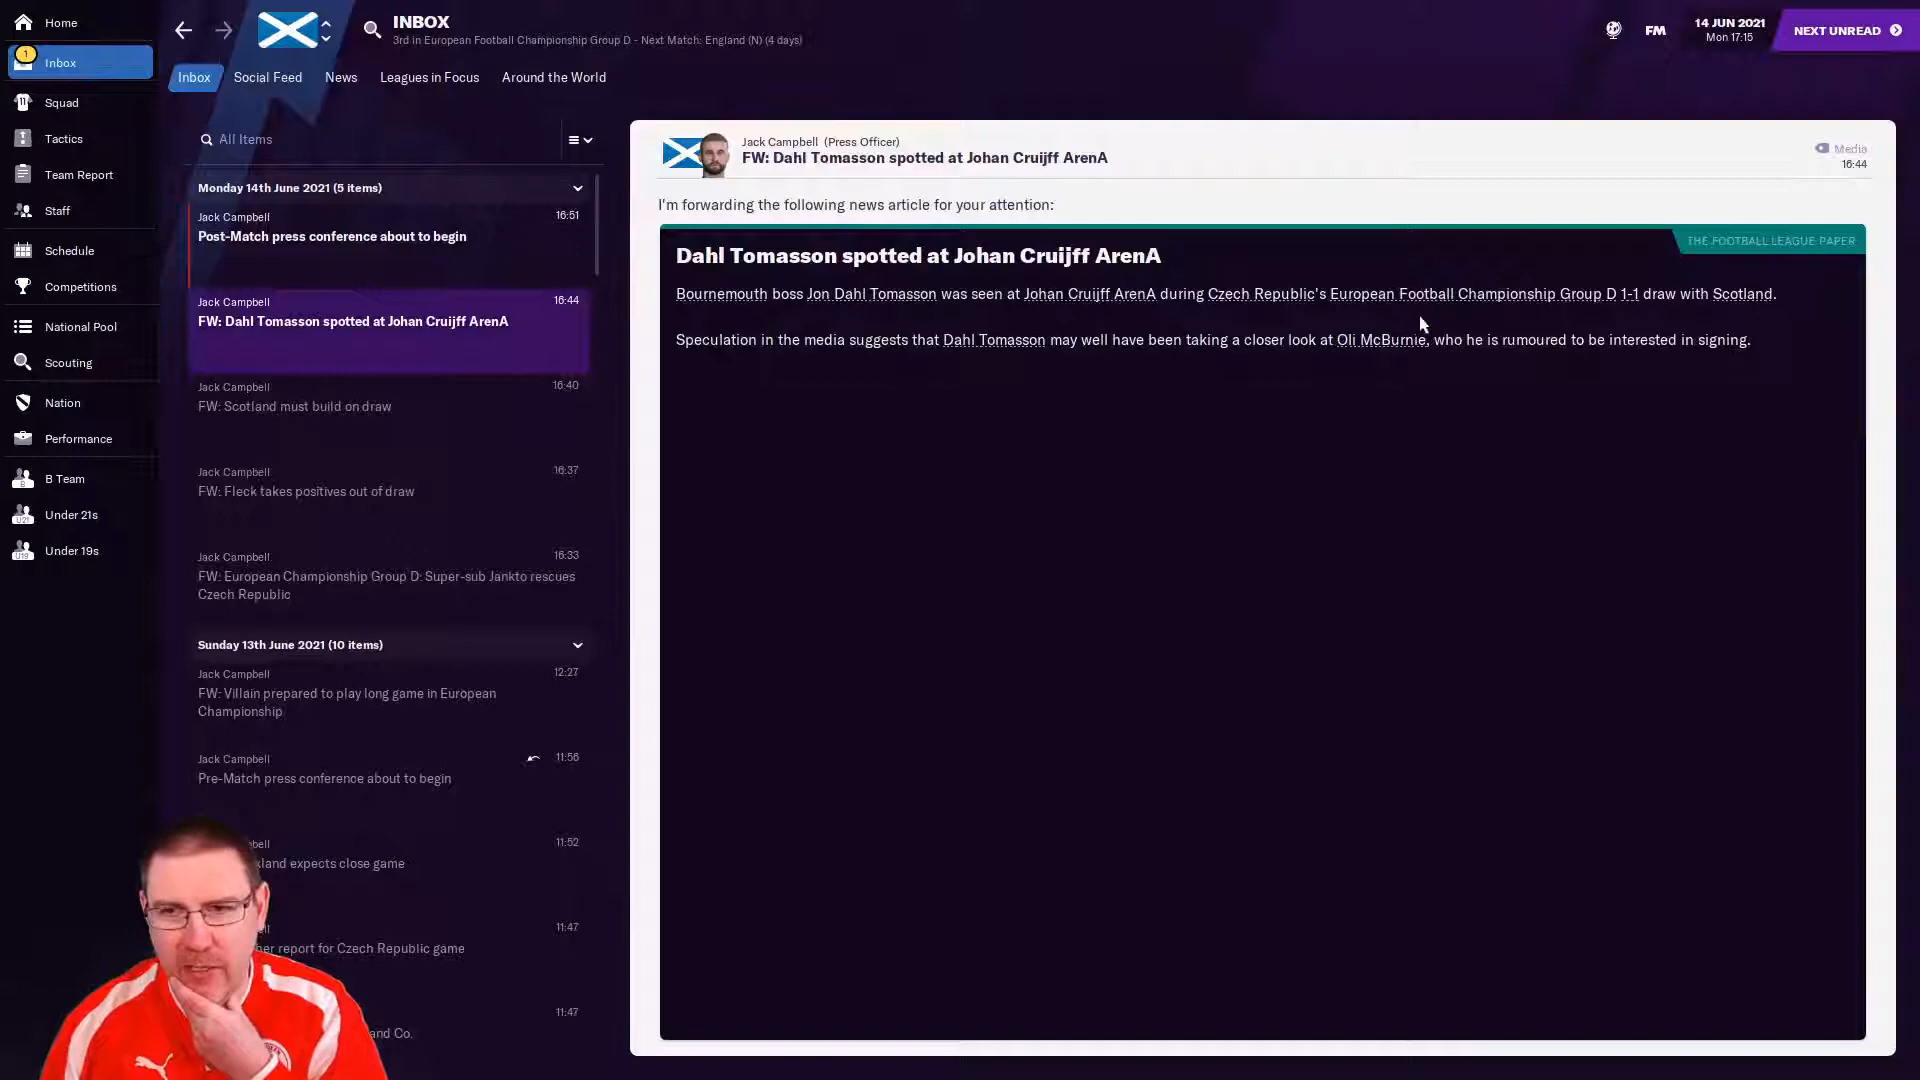 Home
1
Inbox
Squad
Tactics
Team Report
Staff
Schedule
Competitions
National Pool
Scouting
Nation
Performance
B Team
Under 21s
Under 19s
INBOX
3rd in European Football Championship Group D - Next Match: England (N) (4 days)
FM
14 JUN 2021
Mon 17:15
NEXT UNREAD
Inbox
Social Feed
News
Leagues in Focus
Around the World
All Items
Monday 14th June 2021 (5 items)
Jack Campbell
16:51
Post-Match press conference about to begin
Jack Campbell
16:44
FW: Dahl Tomasson spotted at Johan Cruijff ArenA
Jack Campbell
16:40
FW: Scotland must build on draw
Jack Campbell
16:37
FW: Fleck takes positives out of draw
Jack Campbell
16:33
FW: European Championship Group D: Super-sub Jankto rescues
Czech Republic
Sunday 13th June 2021 (10 items)
Jack Campbell
12:27
FW: Villain prepared to play long game in European
Championship
Jack Campbell
11:56
Pre-Match press conference about to begin
11:52
expects close game
11:47
report for Czech Republic game
11:47
and Co.
Jack Campbell (Press Officer)
FW: Dahl Tomasson spotted at Johan Cruijff ArenA
Media
16:44
I'm forwarding the following news article for your attention:
THE FOOTBALL LEAGUE PAPER
Dahl Tomasson spotted at Johan Cruijff ArenA
Bournemouth boss Jon Dahl Tomasson was seen at Johan Cruijff ArenA during Czech Republic's European Football Championship Group D 1-1 draw with Scotland.
Speculation in the media suggests that Dahl Tomasson may well have been taking a closer look at Oli McBurnie, who he is rumoured to be interested in signing.